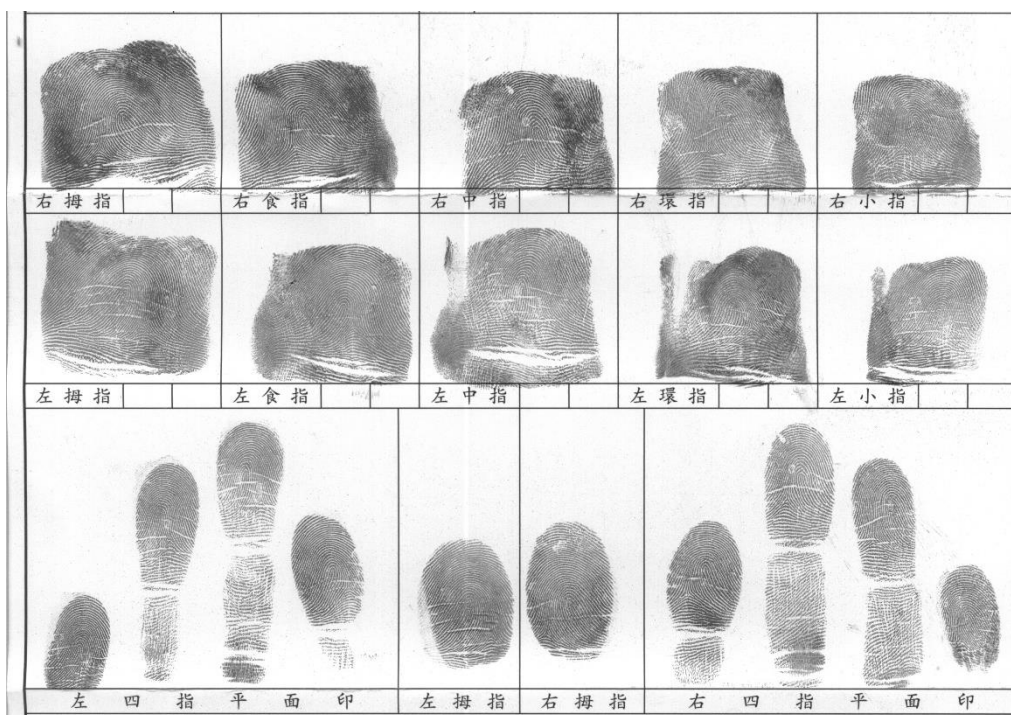 右拇指 右食指 右中指 右環指 右小指
左拇指 左食指 左中指 左環指 左小指
左四指平面印 左拇指 右拇指 右四指平面印